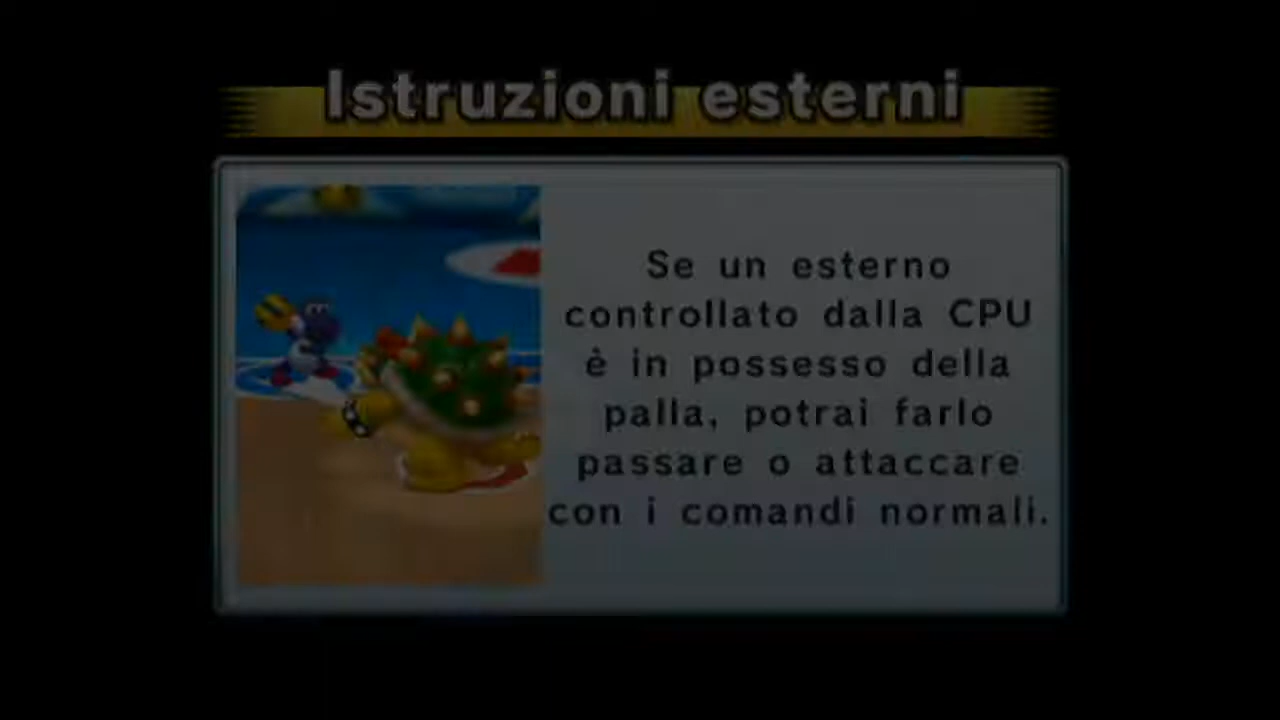 Istruzioni esterni
Se un esterno
controllato dalla CPU
è in possesso della
palla, potrai farlo
passare o attaccare
con i comandi normali.